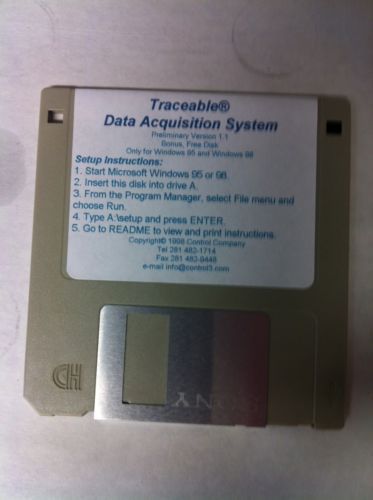 Traceable®
Data Acquisition System
Preliminary Version 1.1
Bonus, Free Disk
Only for Windows 95 and Windows 98
Setup Instructions:
1. Start Microsoft Windows 95 or 98.
2. Insert this disk into drive A.
3. From the Program Manager, select File menu and
choose Run.
4. Type A:\setup and press ENTER.
5. Go to README to view and print instructions.
Copyright© 1998 Control Company
Tel 281 482-1714
Fax 281 482-9448
e-mail info@control3.com
HD
SONY